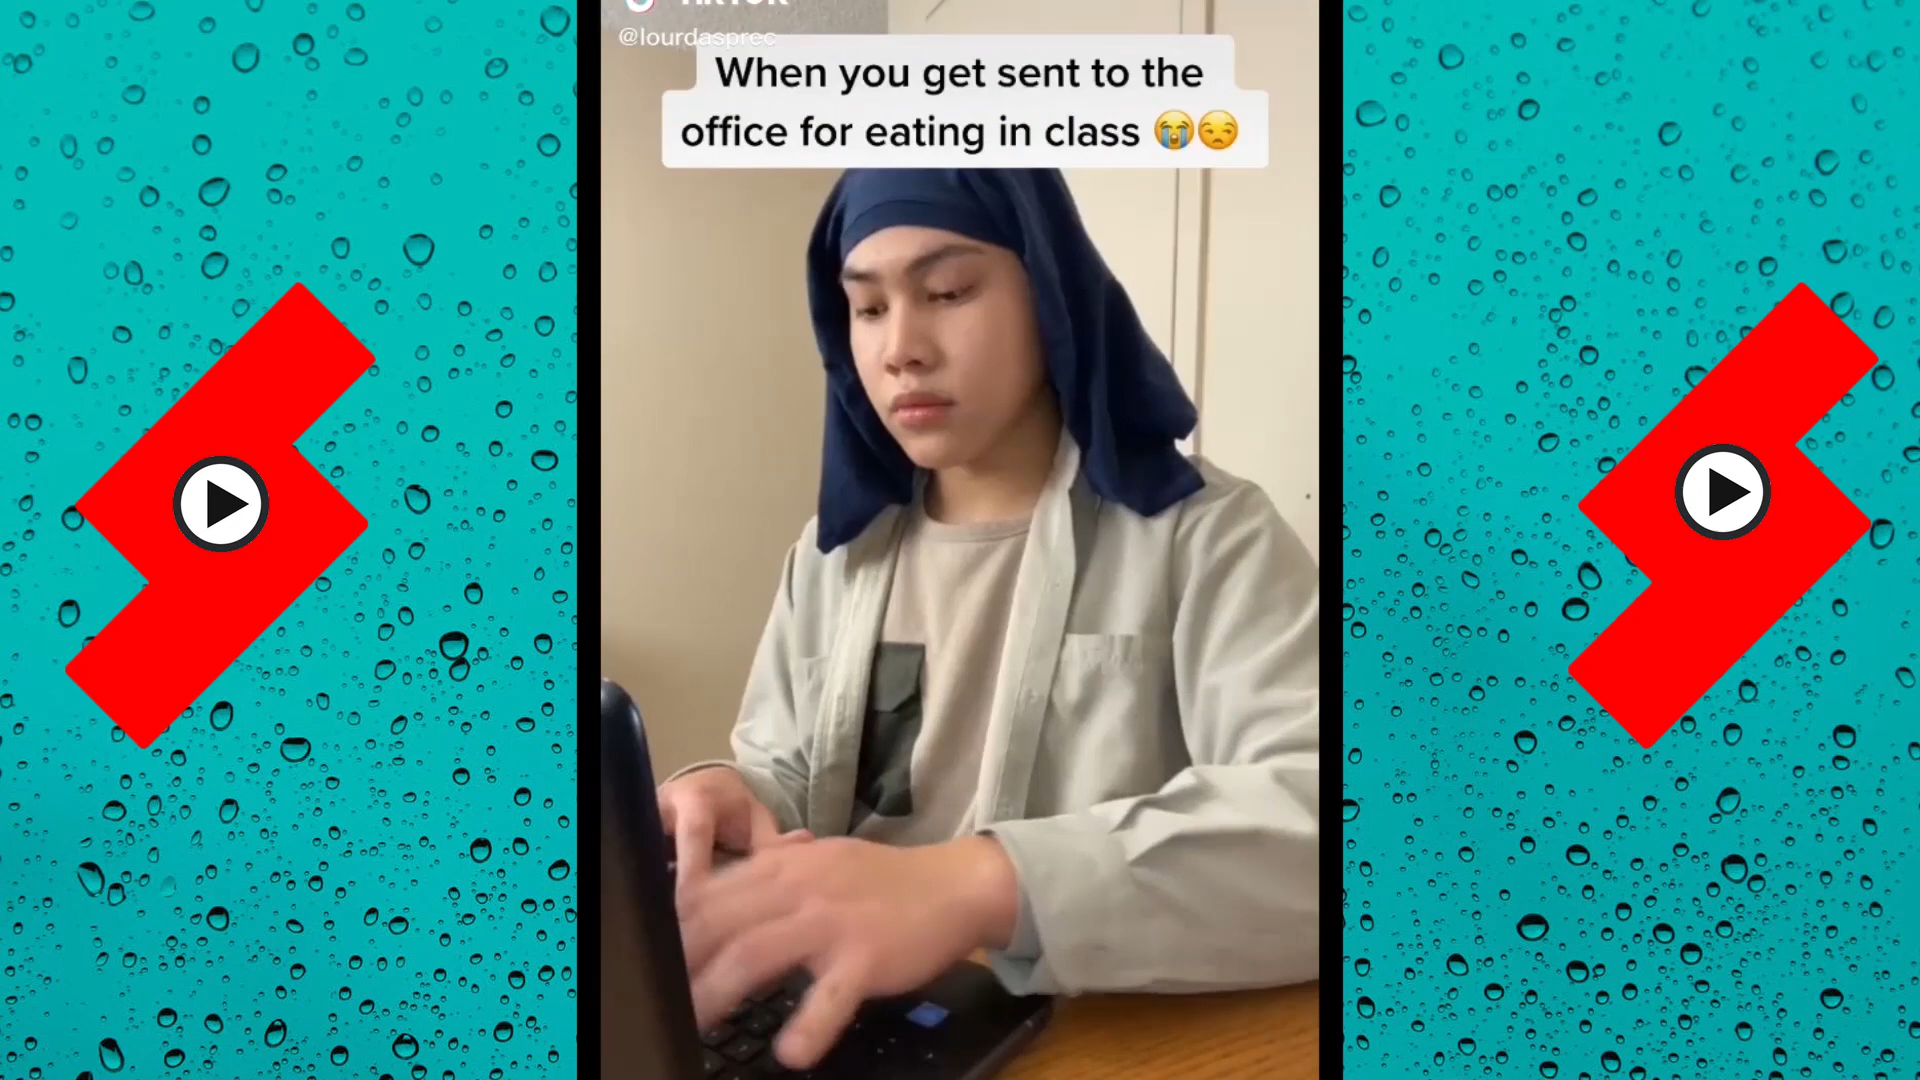 @lourdasprec
When you get sent to the
office for eating in class 😭😒